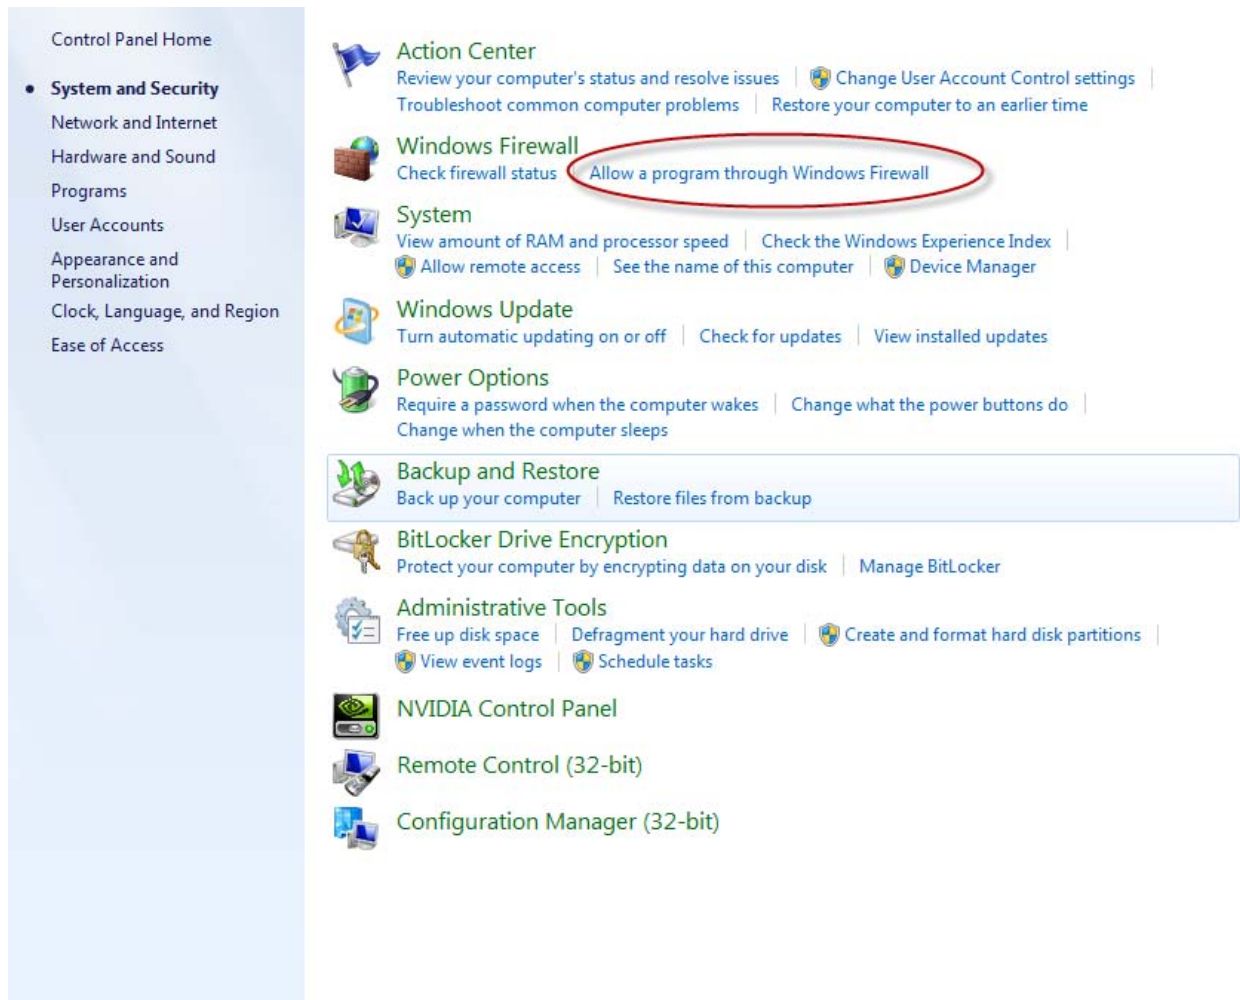 Control Panel Home
System and Security
Network and Internet
Hardware and Sound
Programs
User Accounts
Appearance and
Personalization
Clock, Language, and Region
Ease of Access
Action Center
Review your computer's status and resolve issues Change User Account Control settings
Troubleshoot common computer problems Restore your computer to an earlier time
Windows Firewall
Check firewall status Allow a program through Windows Firewall
System
View amount of RAM and processor speed Check the Windows Experience Index
Allow remote access See the name of this computer Device Manager
Windows Update
Turn automatic updating on or off Check for updates View installed updates
Power Options
Require a password when the computer wakes Change what the power buttons do
Change when the computer sleeps
Backup and Restore
Back up your computer Restore files from backup
BitLocker Drive Encryption
Protect your computer by encrypting data on your disk Manage BitLocker
Administrative Tools
Free up disk space Defragment your hard drive Create and format hard disk partitions
View event logs Schedule tasks
NVIDIA Control Panel
Remote Control (32-bit)
Configuration Manager (32-bit)